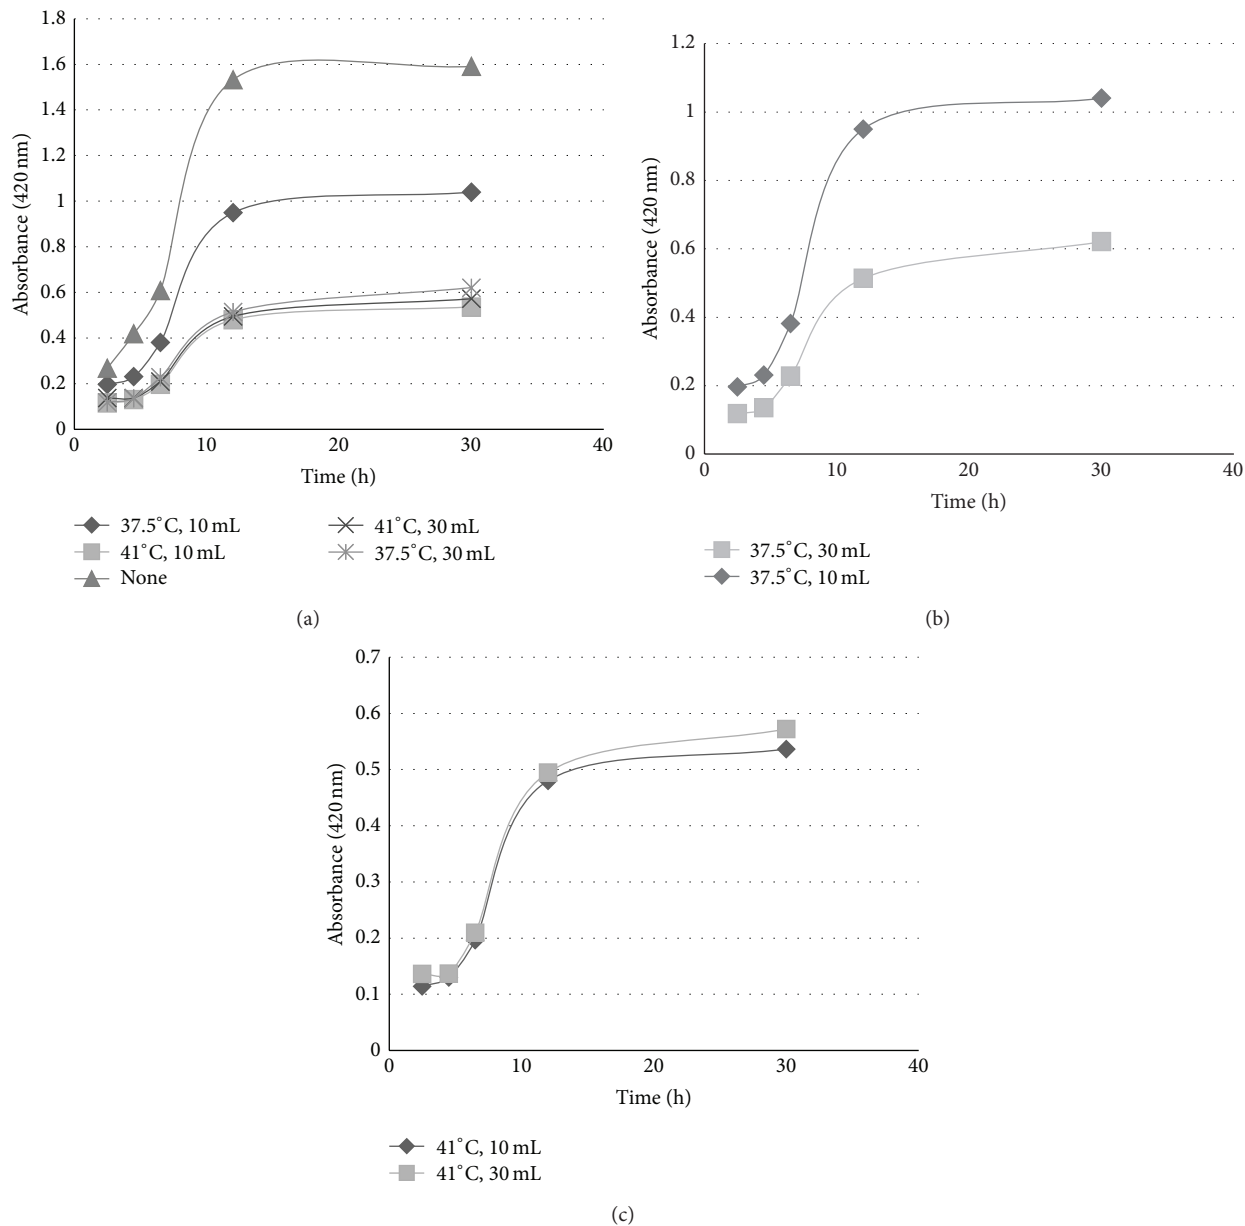 1.8
1.6
1.4
1.2
1
0.8
0.6
0.4
0.2
0
Absorbance (420 nm)
0 10 20 30 40
Time (h)
37.5°C, 10 mL
41°C, 10 mL
None
41°C, 30 mL
37.5°C, 30 mL
(a)
1.2
1
0.8
0.6
0.4
0.2
0
Absorbance (420 nm)
0 10 20 30 40
Time (h)
37.5°C, 30 mL
37.5°C, 10 mL
(b)
0.7
0.6
0.5
0.4
0.3
0.2
0.1
0
Absorbance (420 nm)
0 10 20 30 40
Time (h)
41°C, 10 mL
41°C, 30 mL
(c)